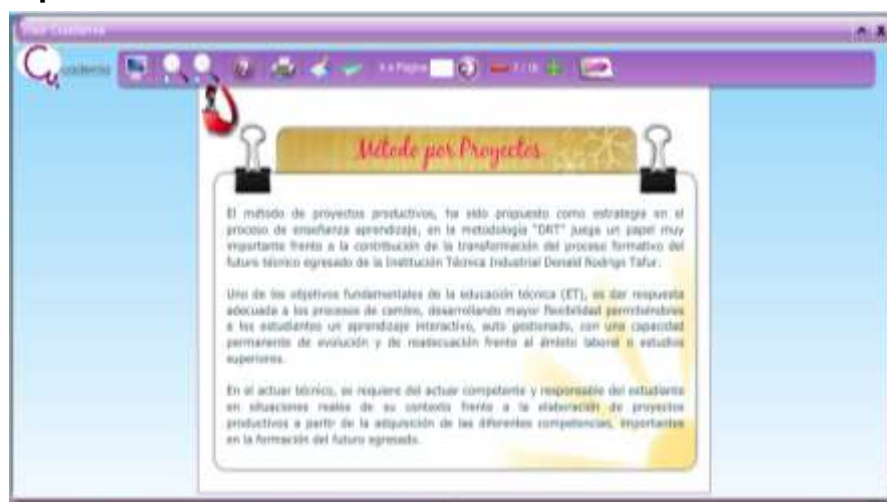 Cuadernia
Ir a Página
Método por Proyectos
El método de proyectos productivos, ha sido propuesto como estrategia en el
proceso de enseñanza aprendizaje, en la metodología "DRT" juega un papel muy
importante frente a la contribución de la transformación del proceso formativo del
futuro técnico egresado de la Institución Técnica Industrial Donald Rodrigo Tafur.
Uno de los objetivos fundamentales de la educación técnica (ET), es dar respuesta
adecuada a los procesos de cambio, desarrollando mayor flexibilidad permitiéndoles
a los estudiantes un aprendizaje interactivo, auto gestionado, con una capacidad
permanente de evolución y de readecuación frente al ámbito laboral o estudios
superiores.
En el actuar técnico, se requiere del actuar competente y responsable del estudiante
en situaciones reales de su contexto frente a la elaboración de proyectos
productivos a partir de la adquisición de las diferentes competencias, importantes
en la formación del futuro egresado.